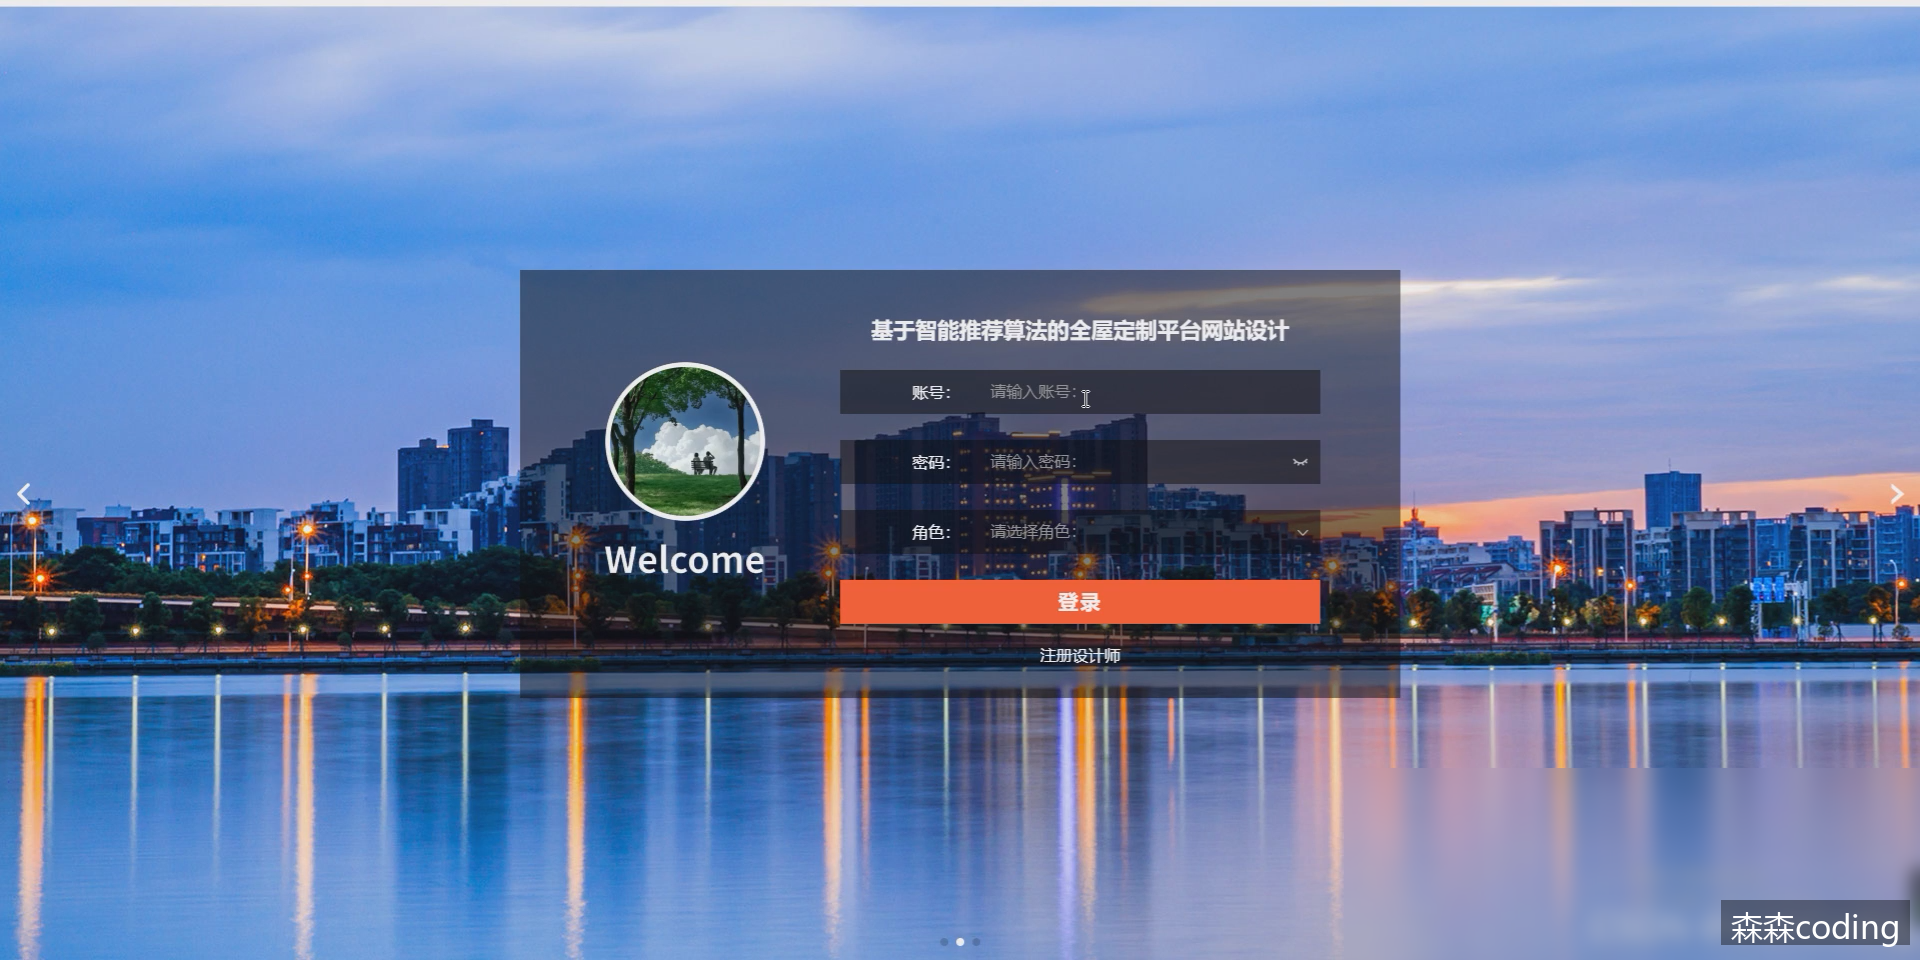 基于智能推荐算法的全屋定制平台网站设计
账号: 请输入账号:
密码: 请输入密码:
角色: 请选择角色:
Welcome
登录
注册设计师
森森coding